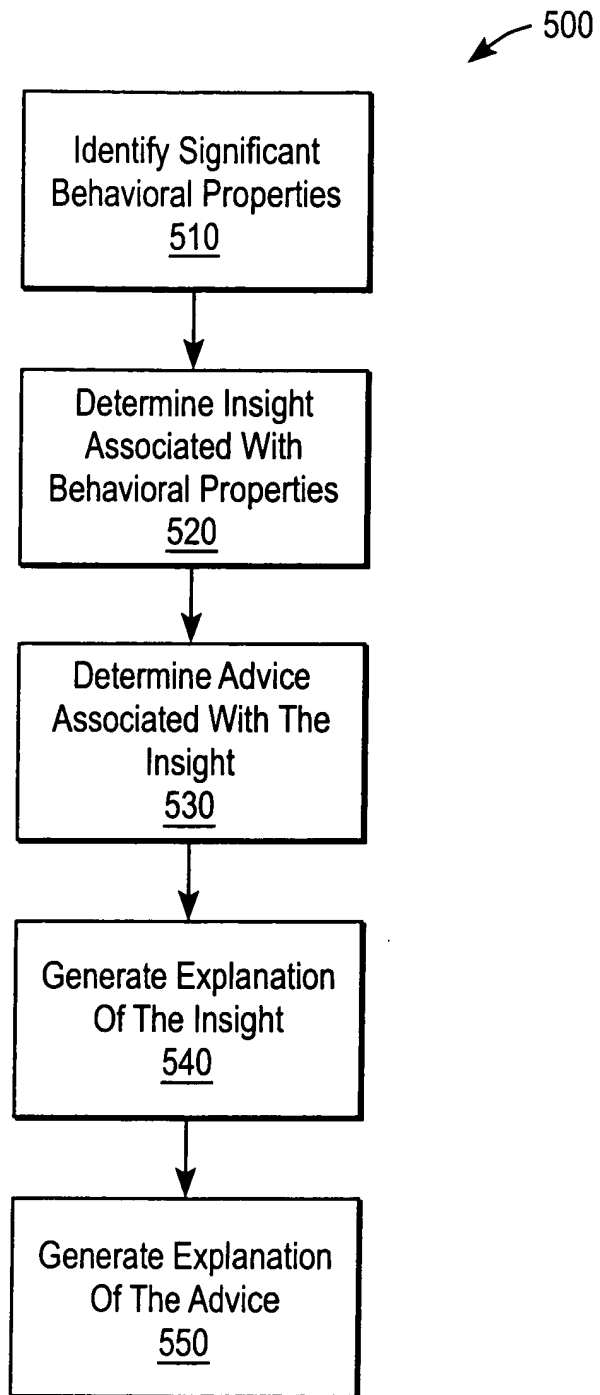 500
Identify Significant
Behavioral Properties
510
Determine Insight
Associated With
Behavioral Properties
520
Determine Advice
Associated With The
Insight
530
Generate Explanation
Of The Insight
540
Generate Explanation
Of The Advice
550